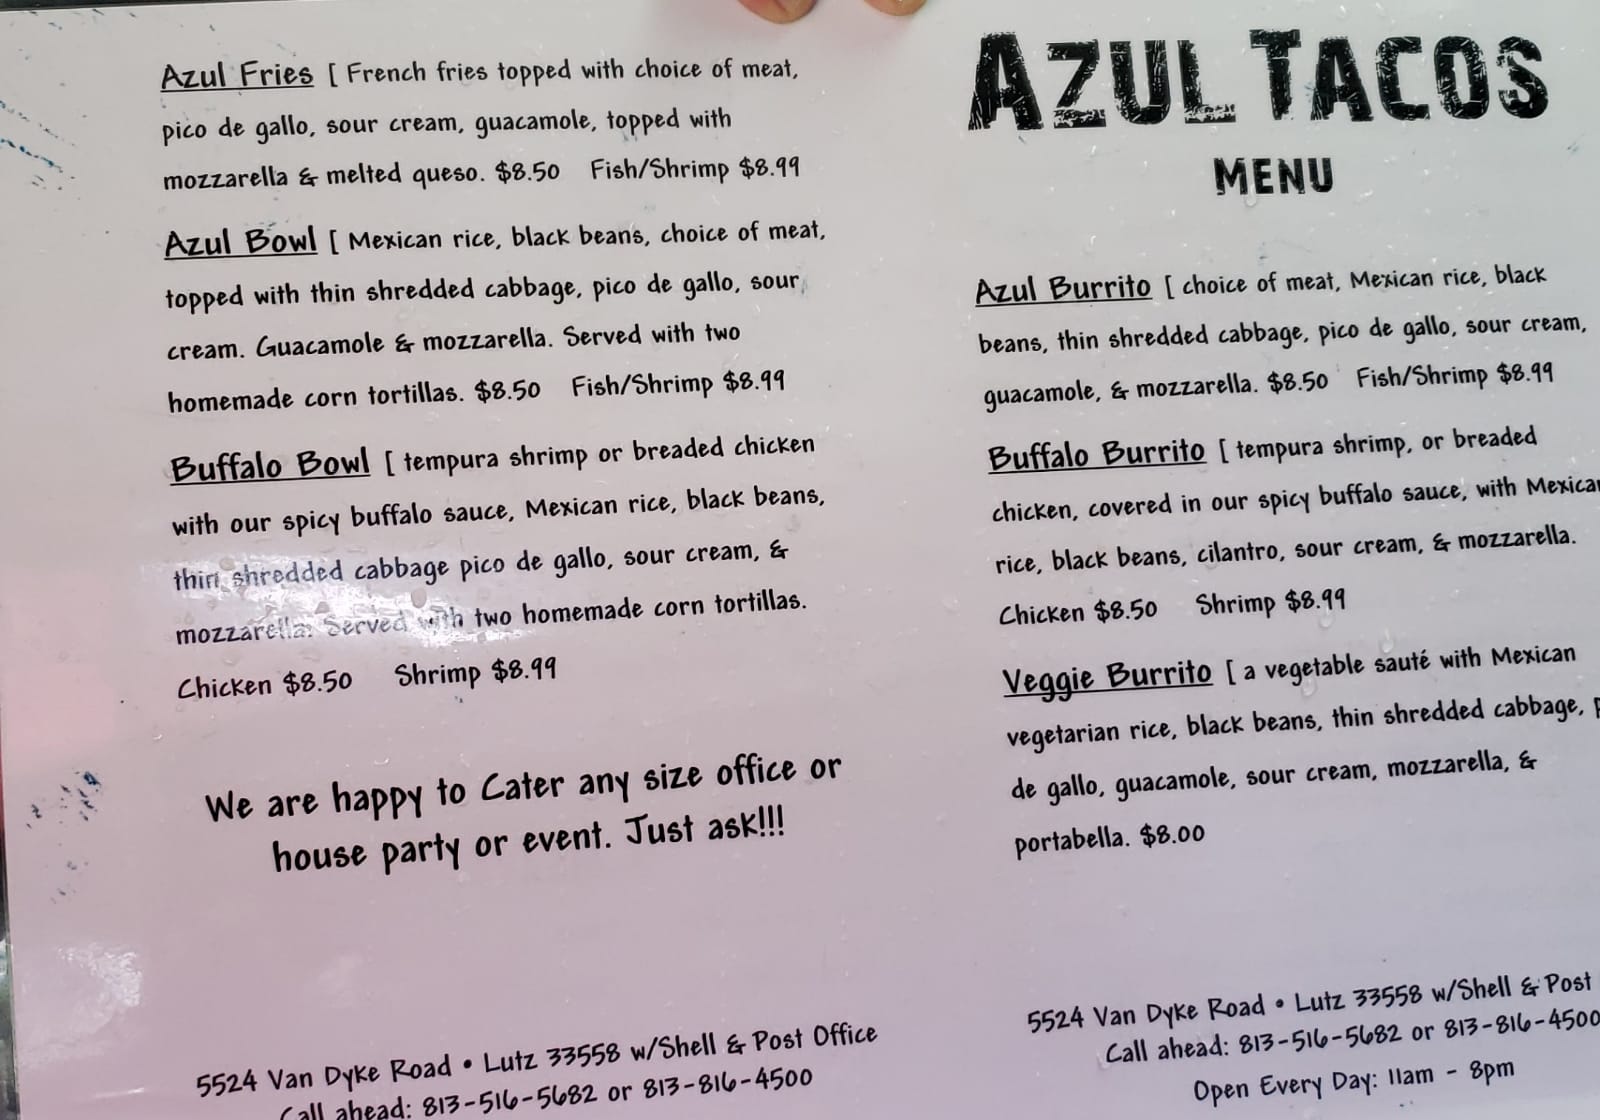 Azul Fries [ French fries topped with choice of meat,
pico de gallo, sour cream, guacamole, topped with
mozzarella & melted queso. $8.50 Fish/Shrimp $8.99
Azul Bowl [ Mexican rice, black beans, choice of meat,
topped with thin shredded cabbage, pico de gallo, sour
cream. Guacamole & mozzarella. Served with two
homemade corn tortillas. $8.50 Fish/Shrimp $8.99
Buffalo Bowl [ tempura shrimp or breaded chicken
with our spicy buffalo sauce, Mexican rice, black beans,
thin shredded cabbage pico de gallo, sour cream, &
mozzarella. Served with two homemade corn tortillas.
Chicken $8.50 Shrimp $8.99
We are happy to Cater any size office or
house party or event. Just ask!!!
5524 Van Dyke Road • Lutz 33558 w/Shell & Post Office
Call ahead: 813-516-5682 or 813-816-4500
AZUL TACOS
MENU
Azul Burrito [ choice of meat, Mexican rice, black
beans, thin shredded cabbage, pico de gallo, sour cream,
guacamole, & mozzarella. $8.50 Fish/Shrimp $8.99
Buffalo Burrito [ tempura shrimp, or breaded
chicken, covered in our spicy buffalo sauce, with Mexican
rice, black beans, cilantro, sour cream, & mozzarella.
Chicken $8.50 Shrimp $8.99
Veggie Burrito [ a vegetable sauté with Mexican
vegetarian rice, black beans, thin shredded cabbage,
de gallo, guacamole, sour cream, mozzarella, &
portabella. $8.00
5524 Van Dyke Road • Lutz 33558 w/Shell & Post
Call ahead: 813-516-5682 or 813-816-4500
Open Every Day: 11am - 8pm